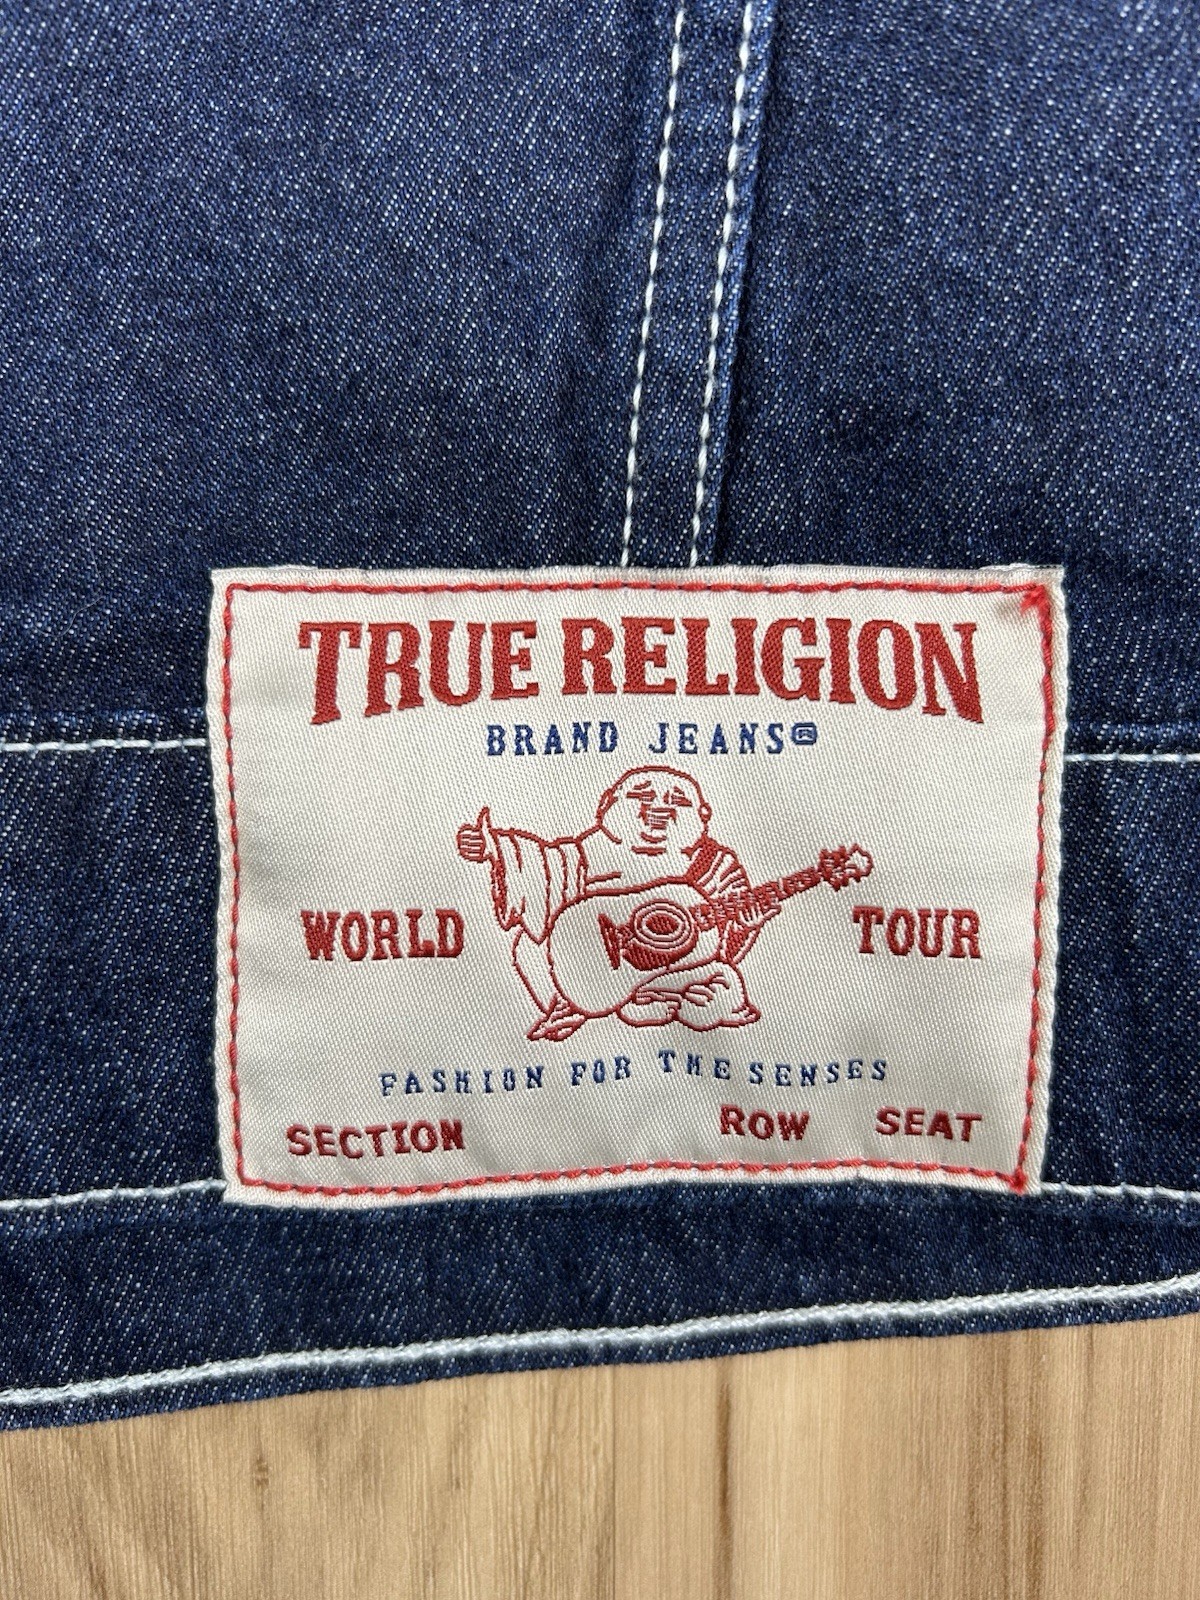 TRUE RELIGION
BRAND JEANS®
WORLD TOUR
FASHION FOR THE SENSES
SECTION ROW SEAT